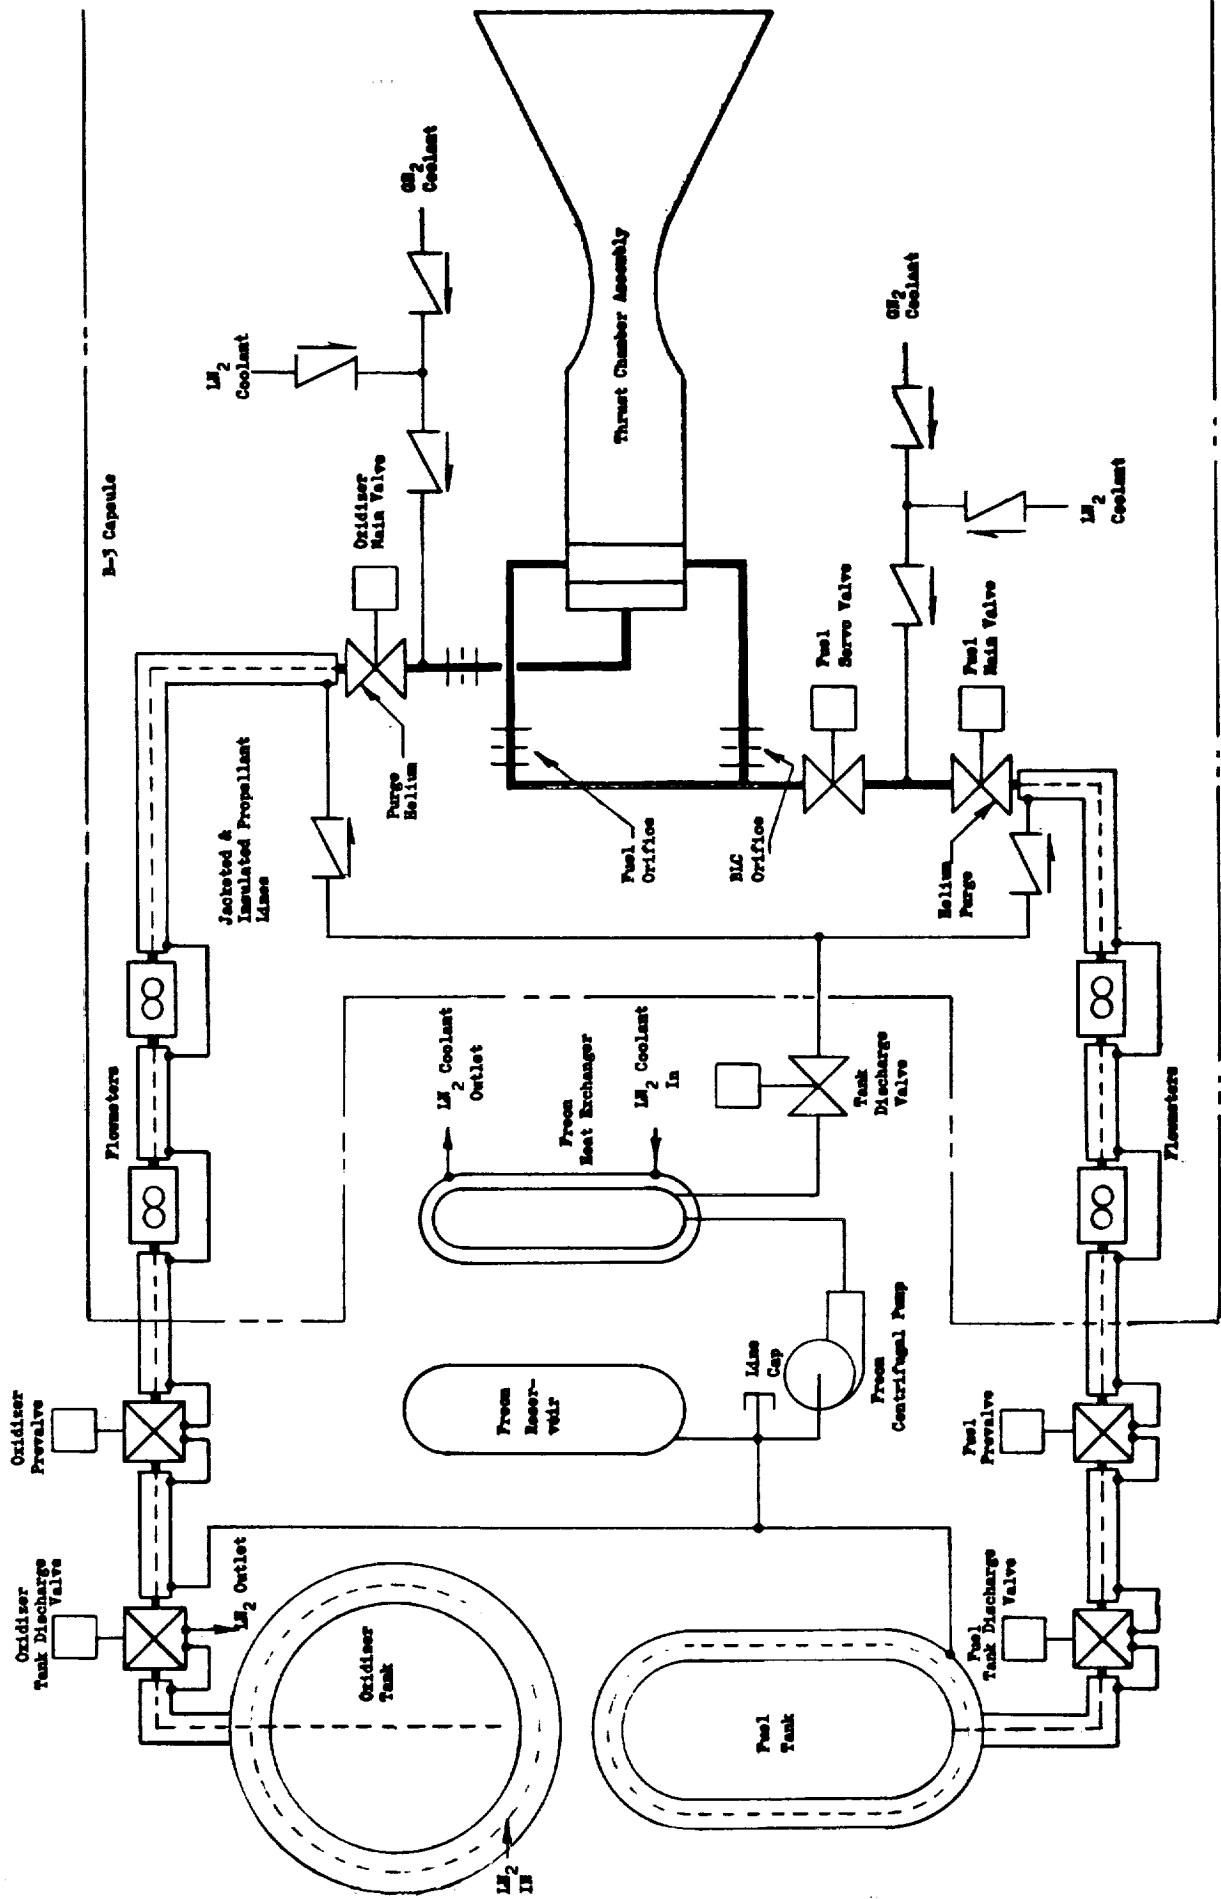 B-3 Capsule
GN2
Coolant
LN2
Coolant
Oxidizer
Main Valve
Thrust Chamber Assembly
GN2
Coolant
LN2
Coolant
Fuel
Servo Valve
Fuel
Main Valve
Purge
Helium
Jacketed &
Insulated Propellant
Lines
Fuel
Orifice
BLC
Orifice
Helium
Purge
Flowmeters
LN2 Coolant
Outlet
Freon
Heat Exchanger
LN2 Coolant
In
Tank
Discharge
Valve
Flowmeters
Oxidizer
Prevalve
Freon
Reser-
voir
Line
Cap
Freon
Centrifugal Pump
Fuel
Prevalve
Oxidizer
Tank Discharge
Valve
LN2 Outlet
Oxidizer
Tank
LN2
IN
Fuel
Tank
Fuel
Tank Discharge
Valve